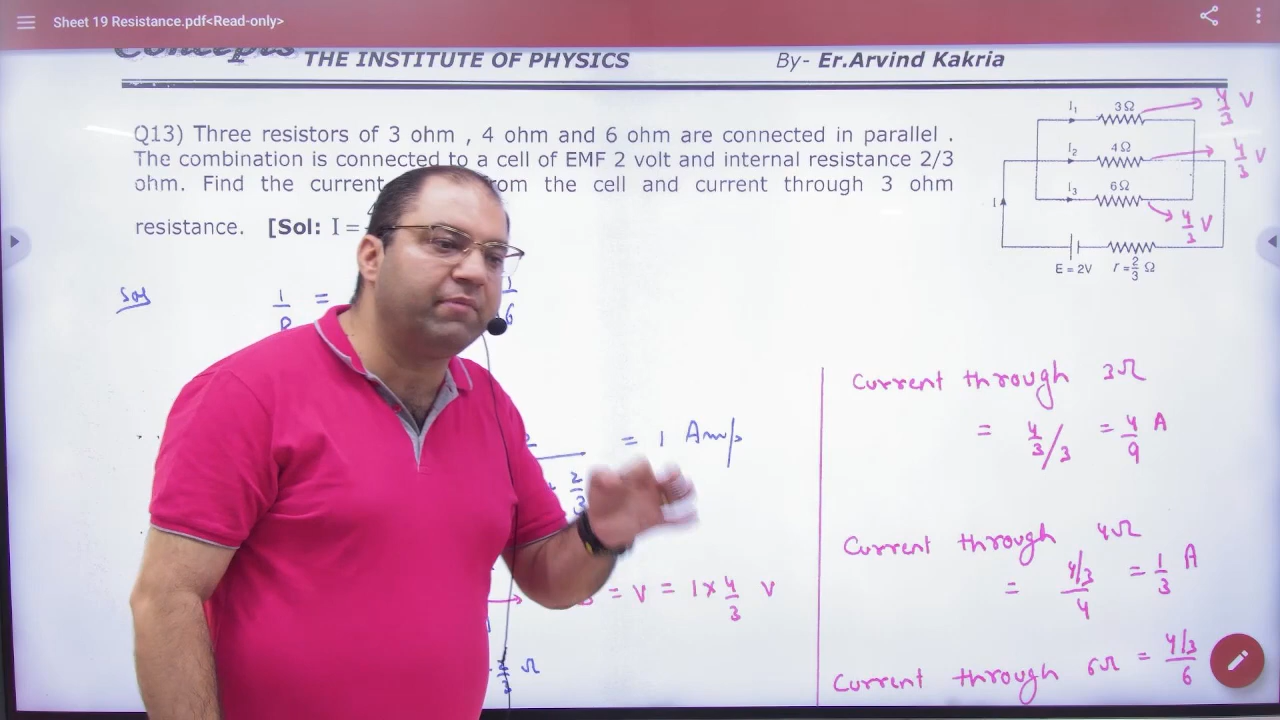 Sheet 19 Resistance.pdf<Read-only>
Concepts THE INSTITUTE OF PHYSICS By- Er.Arvind Kakria
Q13) Three resistors of 3 ohm , 4 ohm and 6 ohm are connected in parallel .
The combination is connected to a cell of EMF 2 volt and internal resistance 2/3
ohm. Find the current from the cell and current through 3 ohm
resistance. [Sol: I =
I₁ 3Ω 4/3 V
I₂ 4Ω 4/3 V
I₃ 6Ω 4/3 V
I
E = 2V r = 2/3 Ω
Sol 1/R = 1/6
2/3 = 1 Amp
= V = 1 × 4/3 V
Ω
Current through 3Ω
= 4/3/3 = 4/9 A
Current through 4Ω
= 4/3/4 = 1/3 A
Current through 6Ω = 4/3/6